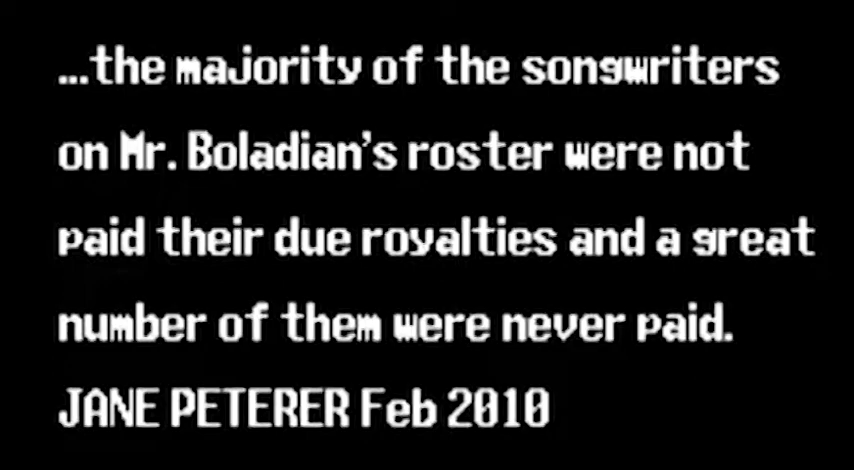 ...the majority of the songwriters
on Mr. Boladian's roster were not
paid their due royalties and a great
number of them were never paid.
JANE PETERER Feb 2010